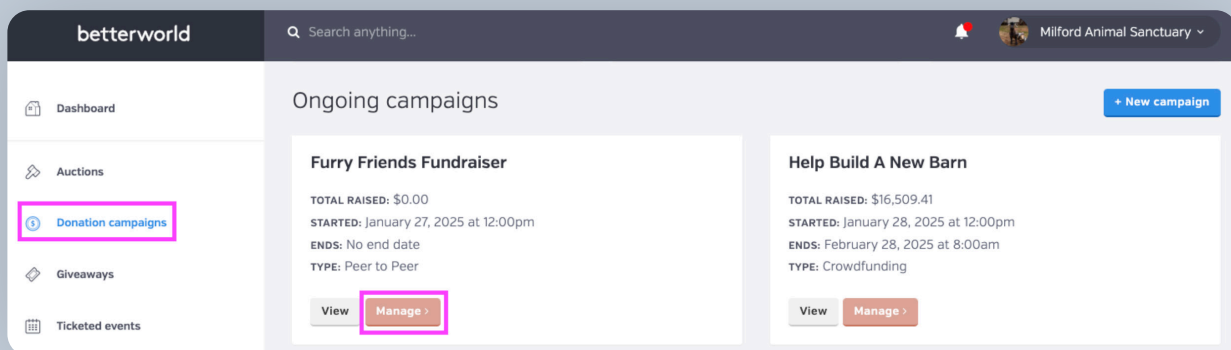 betterworld
Search anything...
Milford Animal Sanctuary
Dashboard
Auctions
Donation campaigns
Giveaways
Ticketed events
Ongoing campaigns
+ New campaign
Furry Friends Fundraiser
TOTAL RAISED: $0.00
STARTED: January 27, 2025 at 12:00pm
ENDS: No end date
TYPE: Peer to Peer
View
Manage >
Help Build A New Barn
TOTAL RAISED: $16,509.41
STARTED: January 28, 2025 at 12:00pm
ENDS: February 28, 2025 at 8:00am
TYPE: Crowdfunding
View
Manage >